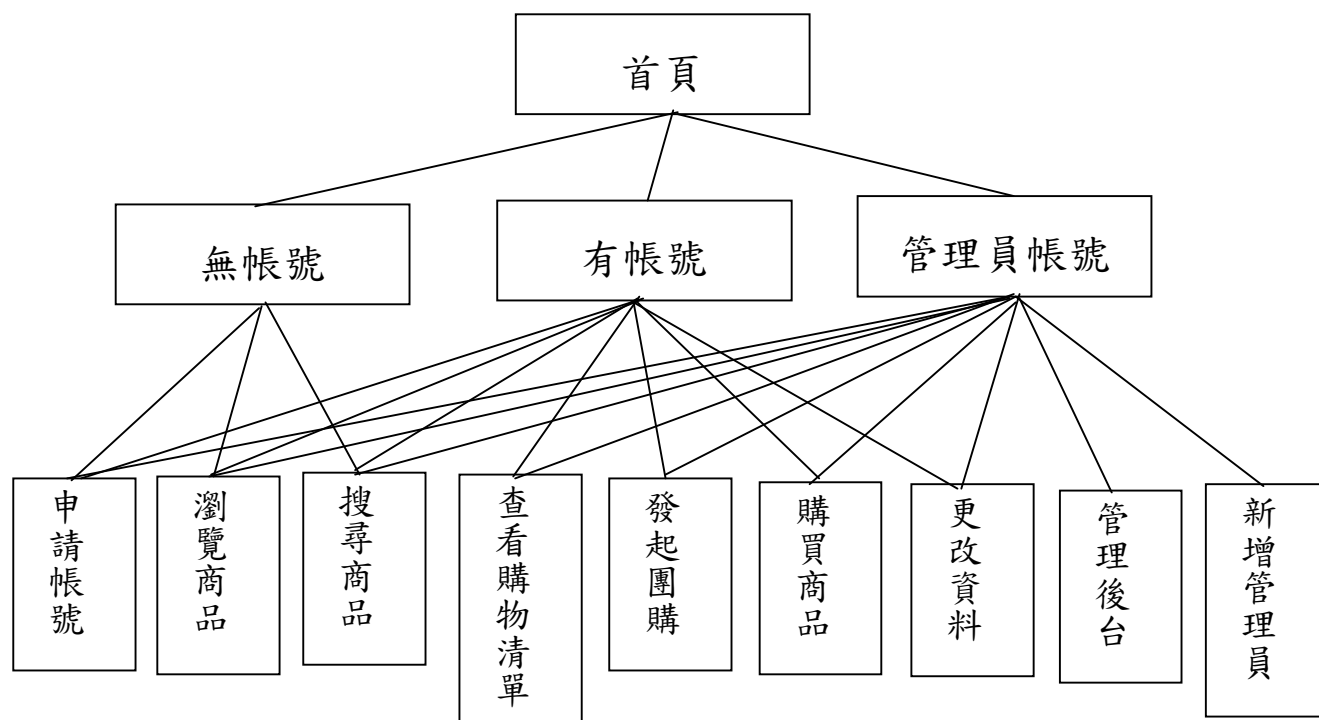 首頁
無帳號
有帳號
管理員帳號
申請帳號
瀏覽商品
搜尋商品
查看購物清單
發起團購
購買商品
更改資料
管理後台
新增管理員